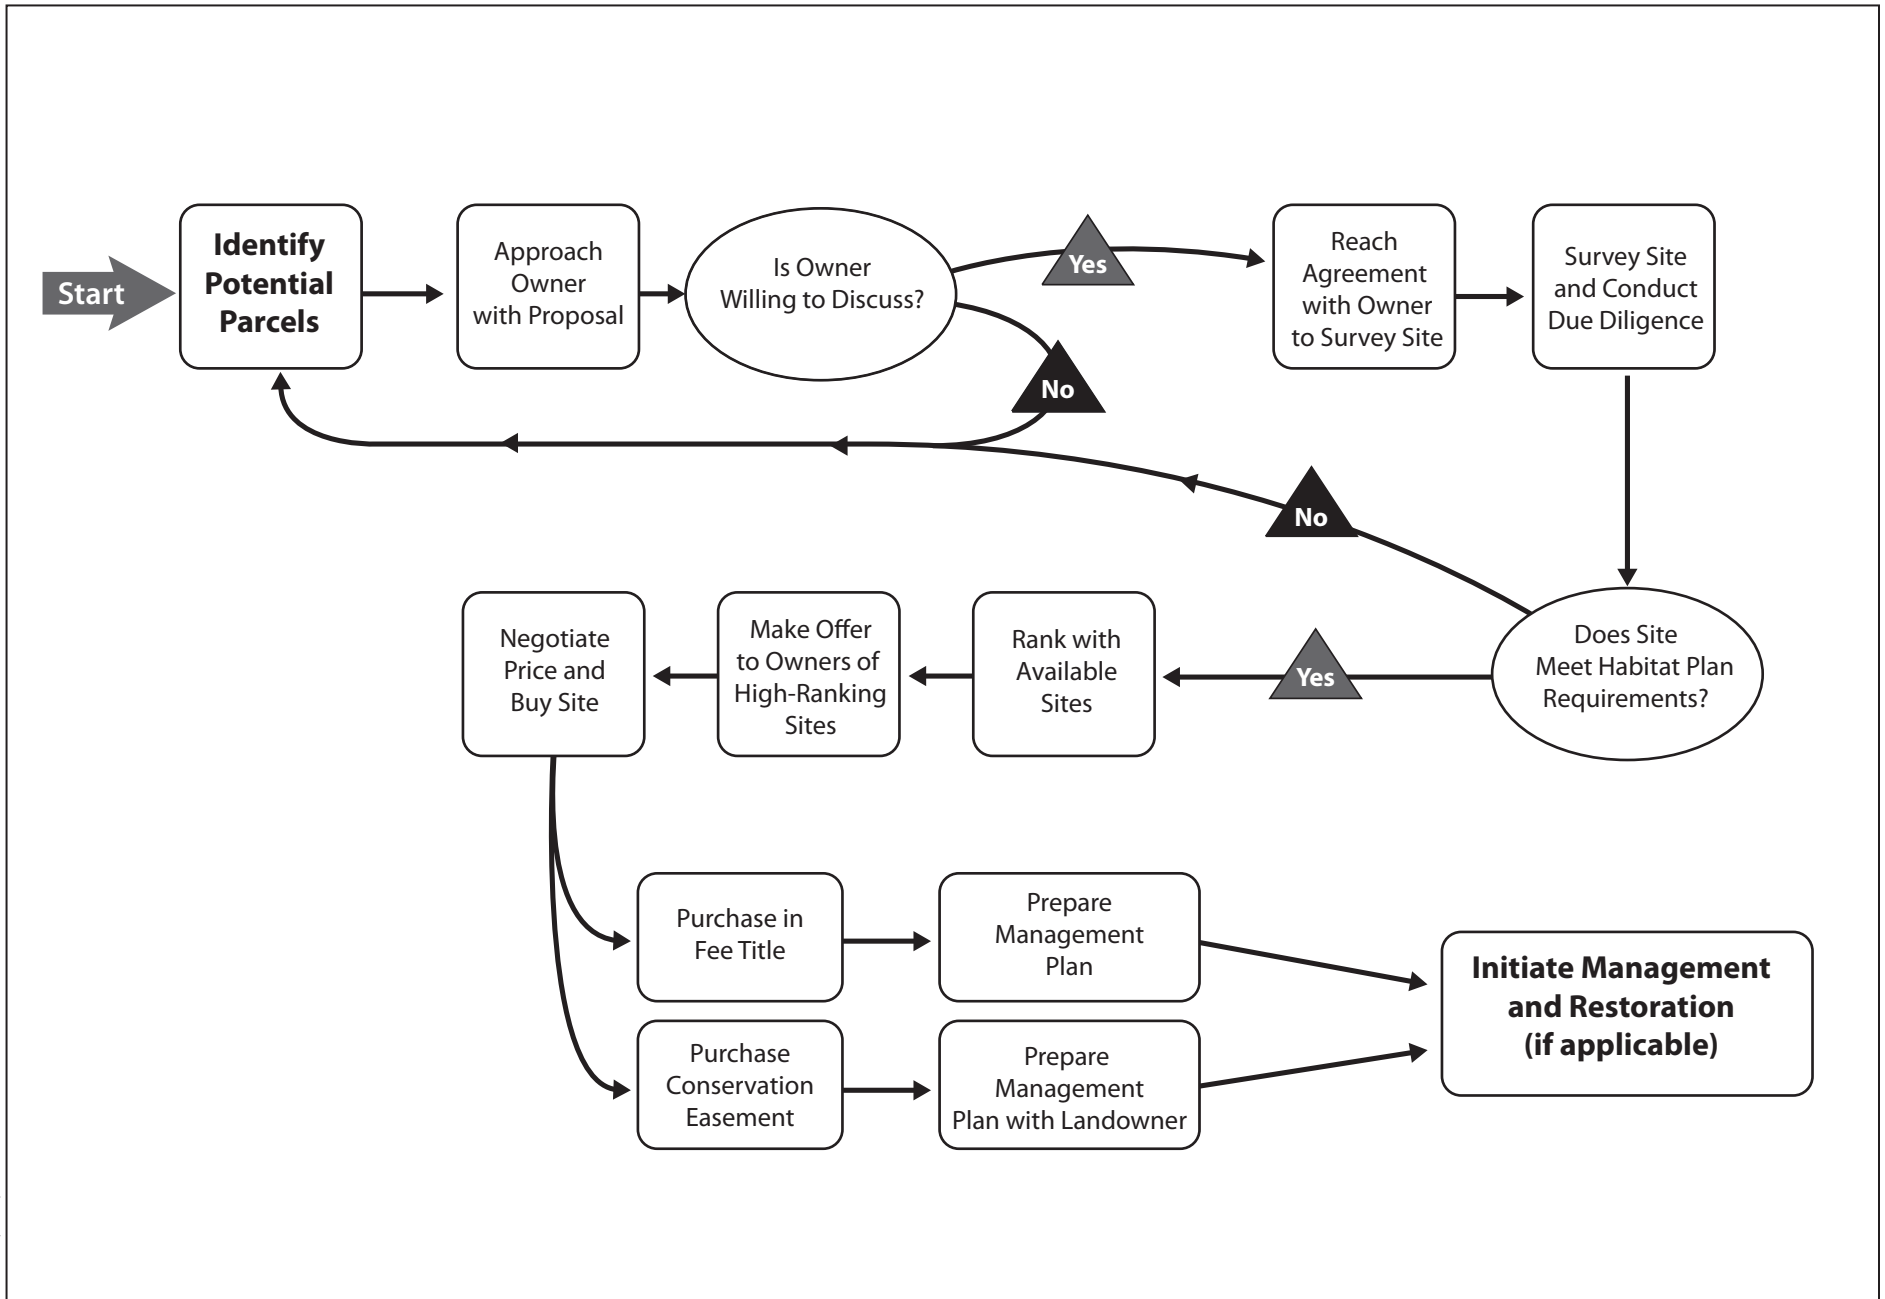 Start
Identify
Potential
Parcels
Approach
Owner
with Proposal
Is Owner
Willing to Discuss?
Yes
No
Reach
Agreement
with Owner
to Survey Site
Survey Site
and Conduct
Due Diligence
No
Does Site
Meet Habitat Plan
Requirements?
Yes
Rank with
Available
Sites
Make Offer
to Owners of
High-Ranking
Sites
Negotiate
Price and
Buy Site
Purchase in
Fee Title
Prepare
Management
Plan
Purchase
Conservation
Easement
Prepare
Management
Plan with Landowner
Initiate Management
and Restoration
(if applicable)